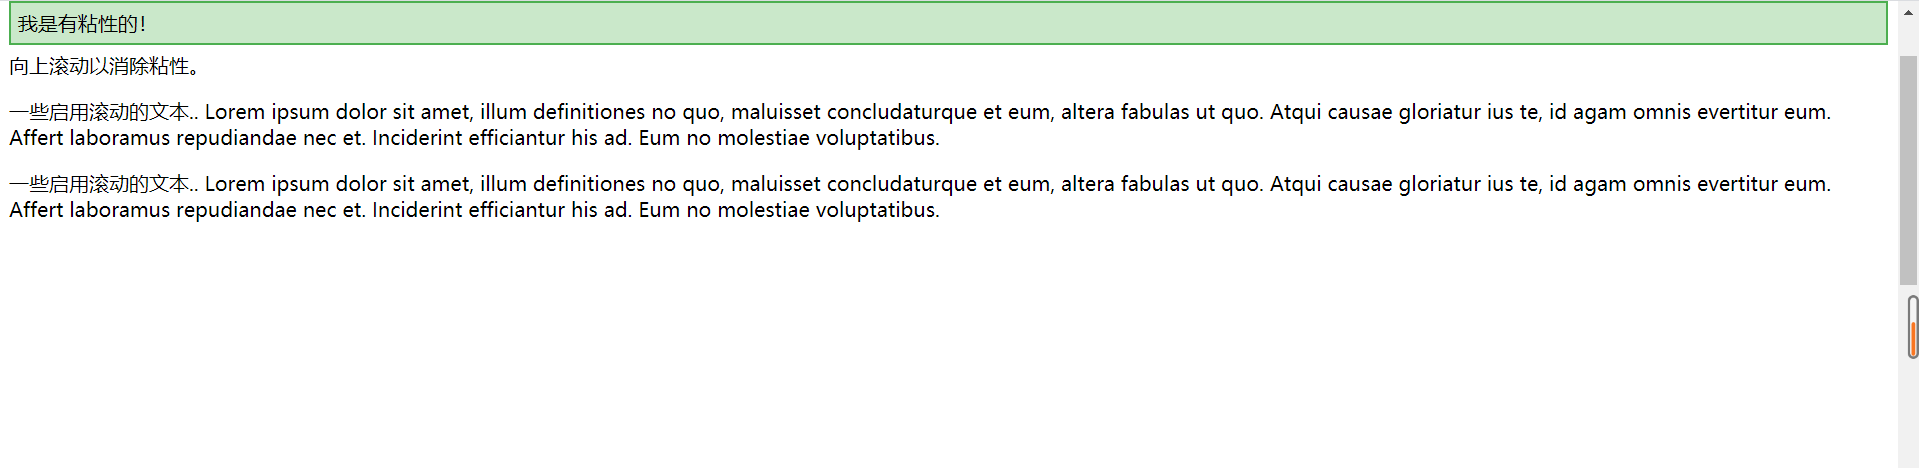 我是有粘性的！
向上滚动以消除粘性。
一些启用滚动的文本.. Lorem ipsum dolor sit amet, illum definitiones no quo, maluisset concludaturque et eum, altera fabulas ut quo. Atqui causae gloriatur ius te, id agam omnis evertitur eum.
Affert laboramus repudiandae nec et. Inciderint efficiantur his ad. Eum no molestiae voluptatibus.
一些启用滚动的文本.. Lorem ipsum dolor sit amet, illum definitiones no quo, maluisset concludaturque et eum, altera fabulas ut quo. Atqui causae gloriatur ius te, id agam omnis evertitur eum.
Affert laboramus repudiandae nec et. Inciderint efficiantur his ad. Eum no molestiae voluptatibus.